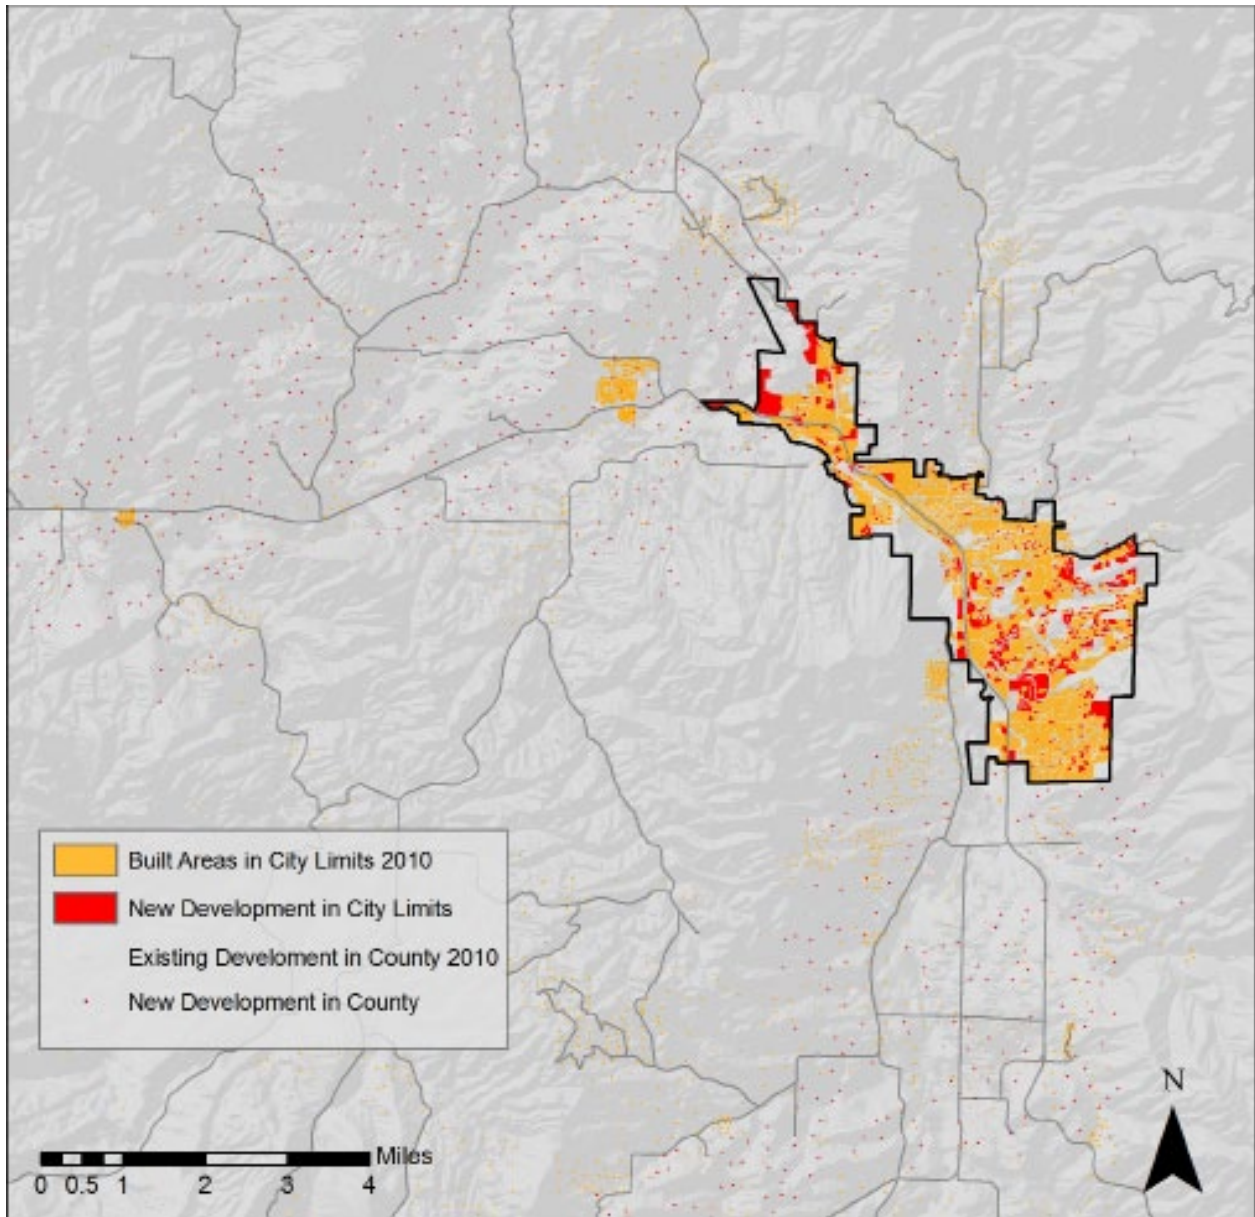 Built Areas in City Limits 2010
New Development in City Limits
Existing Develoment in County 2010
New Development in County
N
Miles
0 0.5 1 2 3 4